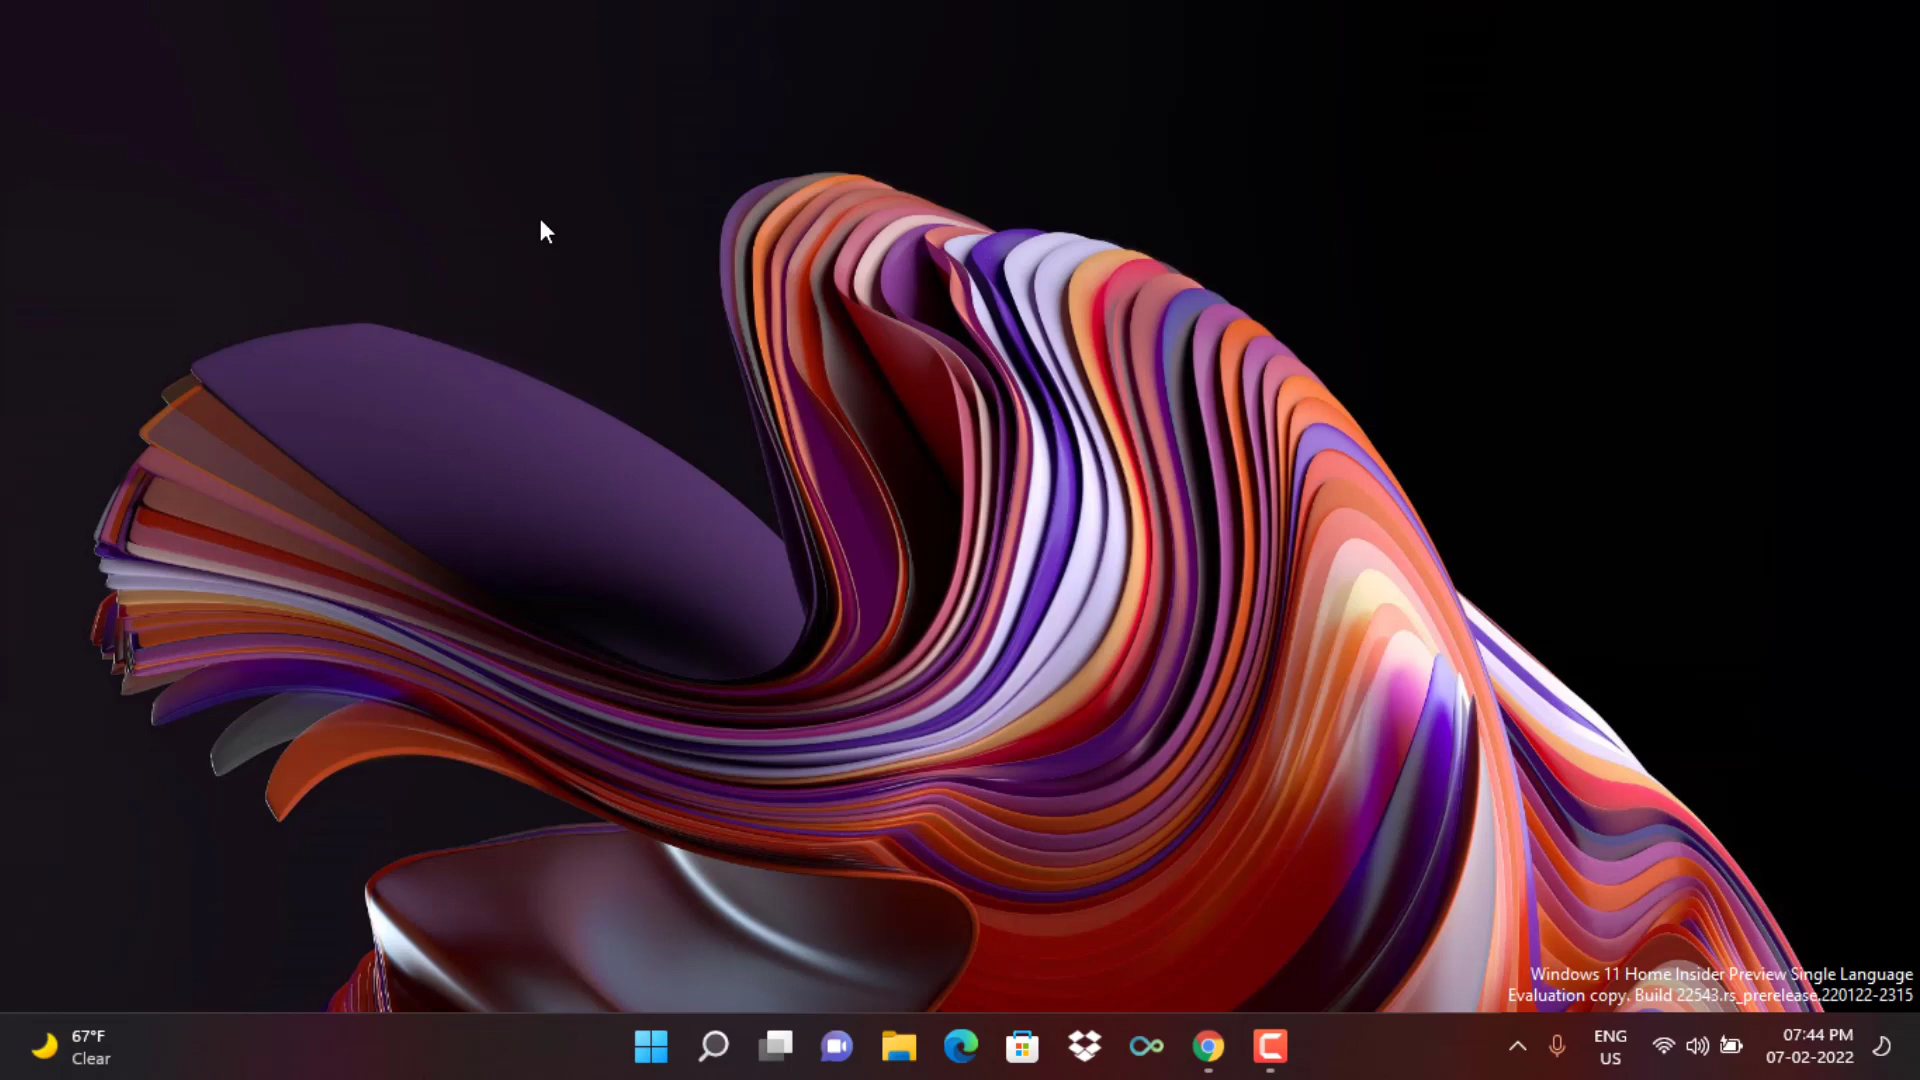 Windows 11 Home Insider Preview Single Language
Evaluation copy. Build 22543.rs_prerelease.220122-2315
67°F
Clear
ENG
US
07:44 PM
07-02-2022